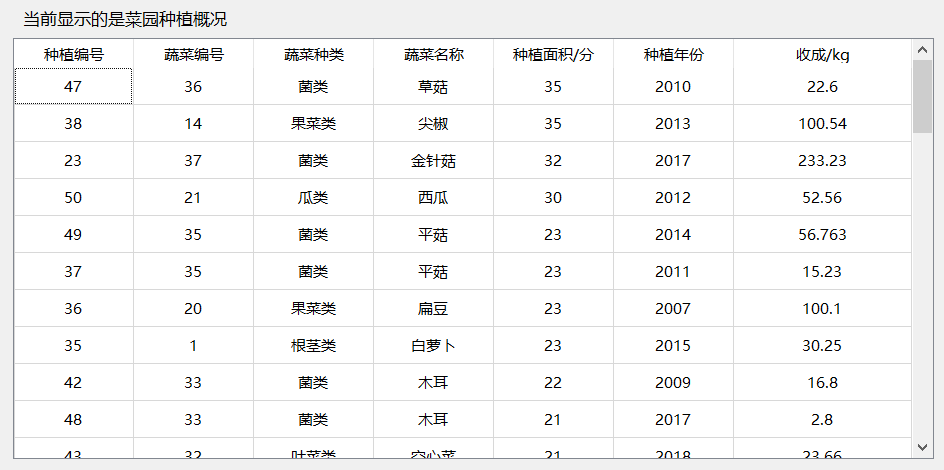 当前显示的是菜园种植概况
种植编号 蔬菜编号 蔬菜种类 蔬菜名称 种植面积/分 种植年份 收成/kg
47 36 菌类 草菇 35 2010 22.6
38 14 果菜类 尖椒 35 2013 100.54
23 37 菌类 金针菇 32 2017 233.23
50 21 瓜类 西瓜 30 2012 52.56
49 35 菌类 平菇 23 2014 56.763
37 35 菌类 平菇 23 2011 15.23
36 20 果菜类 扁豆 23 2007 100.1
35 1 根茎类 白萝卜 23 2015 30.25
42 33 菌类 木耳 22 2009 16.8
48 33 菌类 木耳 21 2017 2.8
43 32 叶菜类 空心菜 21 2018 23.66